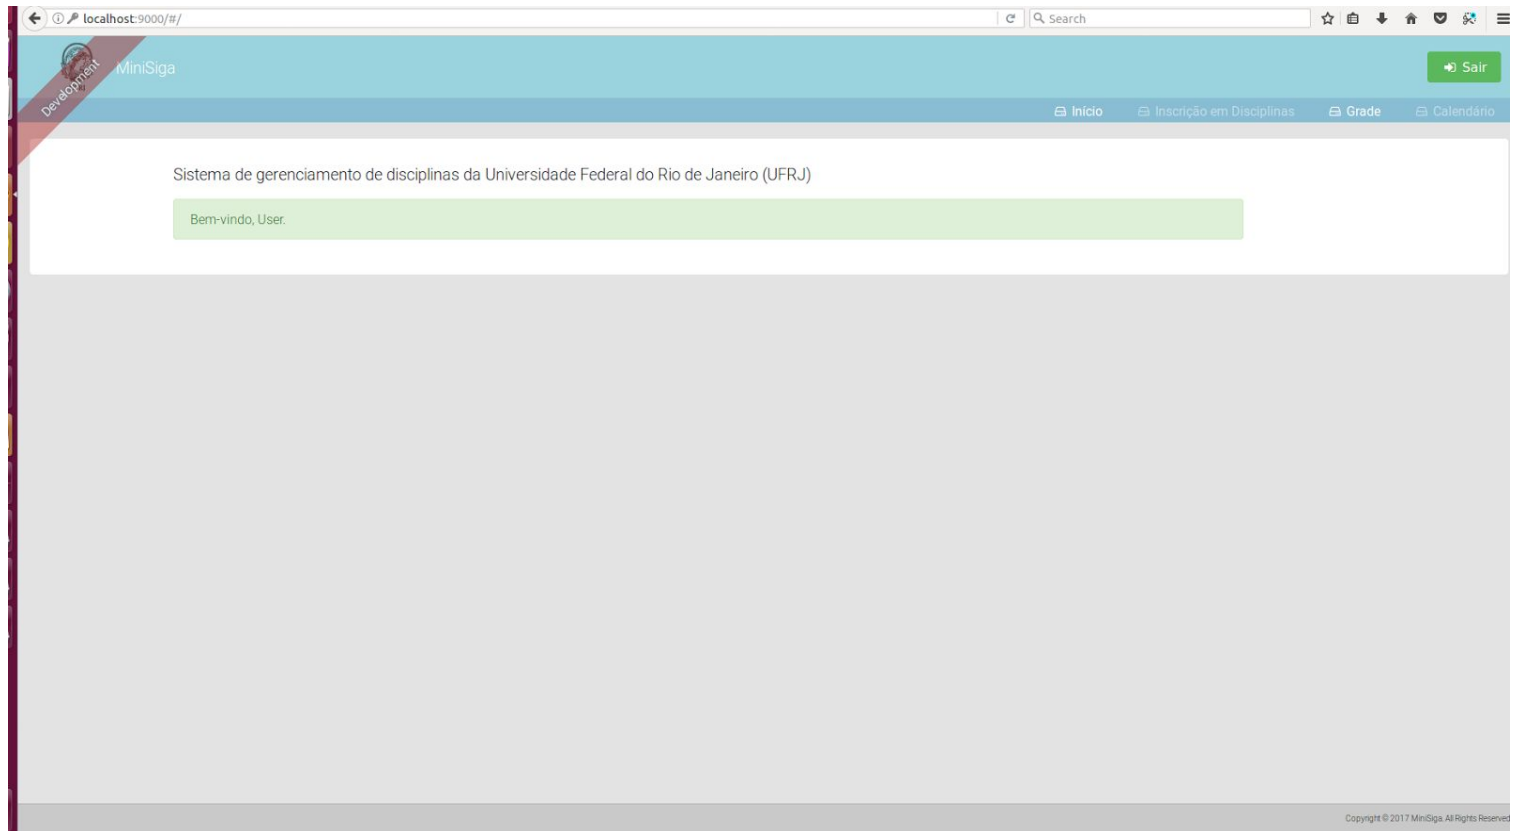 localhost:9000/#/
Search
Development
MiniSiga
Sair
Início
Inscrição em Disciplinas
Grade
Calendário
Sistema de gerenciamento de disciplinas da Universidade Federal do Rio de Janeiro (UFRJ)
Bem-vindo, User.
Copyright © 2017 MiniSiga. All Rights Reserved